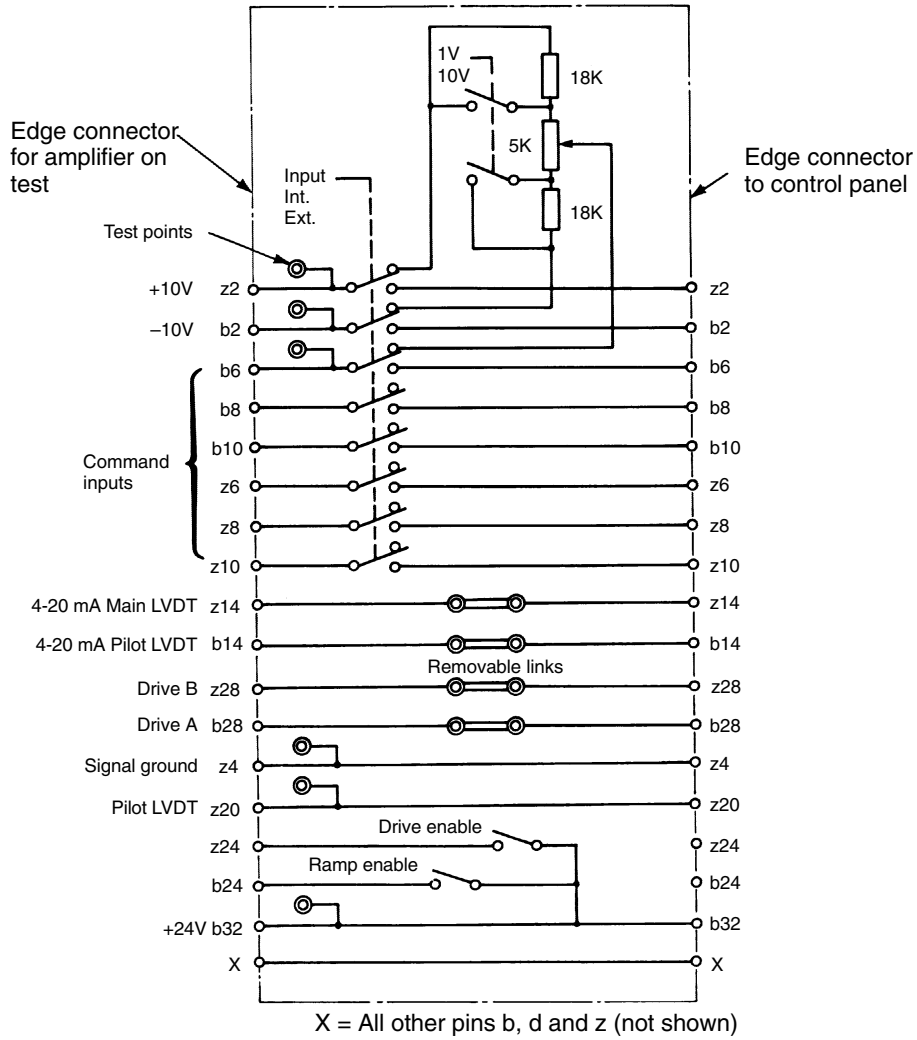 1V
10V
18K
5K
18K
Edge connector
for amplifier on
test
Edge connector
to control panel
Input
Int.
Ext.
Test points
+10V z2 z2
–10V b2 b2
b6 b6
b8 b8
b10 b10
Command
inputs
z6 z6
z8 z8
z10 z10
4-20 mA Main LVDT z14 z14
4-20 mA Pilot LVDT b14 b14
Removable links
Drive B z28 z28
Drive A b28 b28
Signal ground z4 z4
Pilot LVDT z20 z20
Drive enable
z24 z24
Ramp enable
b24 b24
+24V b32 b32
X X
X = All other pins b, d and z (not shown)